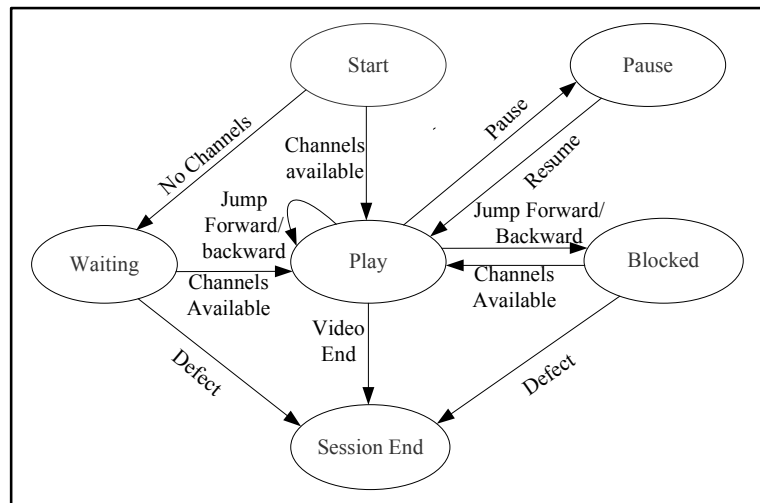 Start
Pause
No Channels
Channels
available
Pause
Resume
Jump
Forward/
backward
Jump Forward/
Backward
Waiting
Channels
Available
Play
Channels
Available
Blocked
Video
End
Defect
Defect
Session End